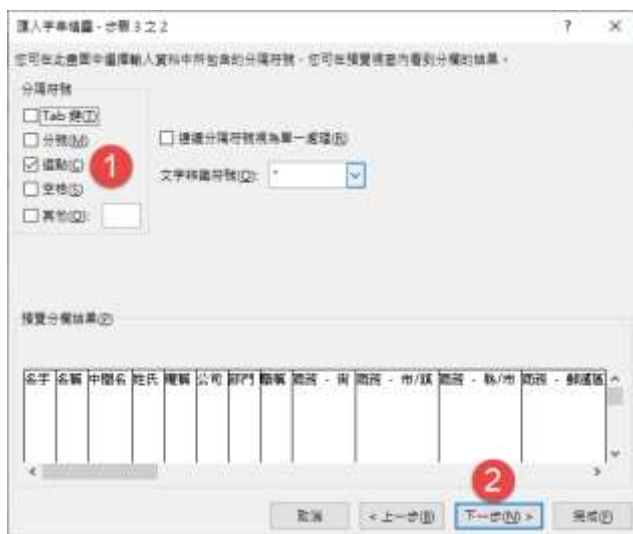 匯入字串精靈 - 步驟 3 之 2
? ×
您可在此畫面中選擇輸入資料中所包含的分隔符號，您可在預覽視窗內看到分欄的結果。
分隔符號
Tab 鍵(T)
分號(M)
逗點(C)
空格(S)
其他(O):
1
連續分隔符號視為單一處理(R)
文字辨識符號(Q): "
預覽分欄結果(P)
名字 名稱 中間名 姓氏 稱謂 公司 部門 職稱 商務 - 街 商務 - 市/鎮 商務 - 縣/市 商務 - 郵遞區
2
取消 < 上一步(B) 下一步(N) > 完成(F)